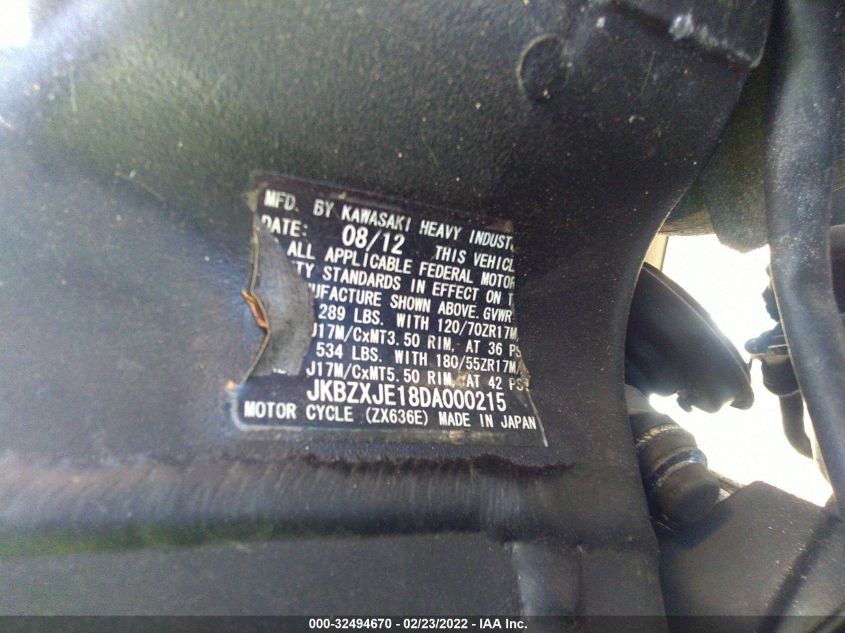 MFD. BY KAWASAKI HEAVY INDUST
DATE: 08/12 THIS VEHICL
ALL APPLICABLE FEDERAL MOTOR
TY STANDARDS IN EFFECT ON T
UFACTURE SHOWN ABOVE. GVWR
289 LBS. WITH 120/70ZR17M
J17M/CxMT3.50 RIM, AT 36 PS
534 LBS. WITH 180/55ZR17M/
J17M/CxMT5.50 RIM, AT 42 PS
JKBZXJE18DA000215
MOTOR CYCLE (ZX636E) MADE IN JAPAN
000-32494670 - 02/23/2022 - IAA Inc.